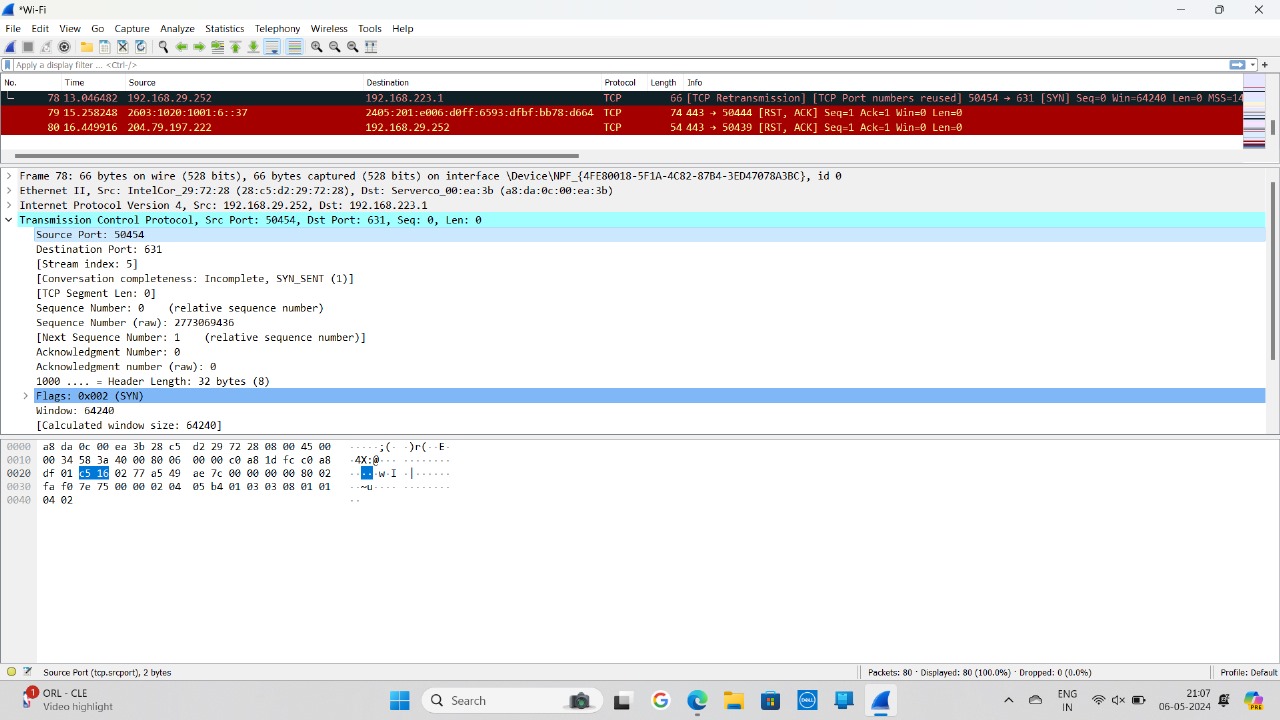 *Wi-Fi
File Edit View Go Capture Analyze Statistics Telephony Wireless Tools Help
Apply a display filter ... <Ctrl-/>
No. Time Source Destination Protocol Length Info
78 13.046482 192.168.29.252 192.168.223.1 TCP 66 [TCP Retransmission] [TCP Port numbers reused] 50454 → 631 [SYN] Seq=0 Win=64240 Len=0 MSS=14
79 15.258248 2603:1020:1001:6::37 2405:201:e006:d0ff:6593:dfbf:bb78:d664 TCP 74 443 → 50444 [RST, ACK] Seq=1 Ack=1 Win=0 Len=0
80 16.449916 204.79.197.222 192.168.29.252 TCP 54 443 → 50439 [RST, ACK] Seq=1 Ack=1 Win=0 Len=0
Frame 78: 66 bytes on wire (528 bits), 66 bytes captured (528 bits) on interface \Device\NPF_{4FE80018-5F1A-4C82-87B4-3ED47078A3BC}, id 0
Ethernet II, Src: IntelCor_29:72:28 (28:c5:d2:29:72:28), Dst: Serverco_00:ea:3b (a8:da:0c:00:ea:3b)
Internet Protocol Version 4, Src: 192.168.29.252, Dst: 192.168.223.1
Transmission Control Protocol, Src Port: 50454, Dst Port: 631, Seq: 0, Len: 0
Source Port: 50454
Destination Port: 631
[Stream index: 5]
[Conversation completeness: Incomplete, SYN_SENT (1)]
[TCP Segment Len: 0]
Sequence Number: 0 (relative sequence number)
Sequence Number (raw): 2773069436
[Next Sequence Number: 1 (relative sequence number)]
Acknowledgment Number: 0
Acknowledgment number (raw): 0
1000 .... = Header Length: 32 bytes (8)
Flags: 0x002 (SYN)
Window: 64240
[Calculated window size: 64240]
0000 a8 da 0c 00 ea 3b 28 c5 d2 29 72 28 08 00 45 00 ·····;(· ·)r(··E·
0010 00 34 58 3a 40 00 80 06 00 00 c0 a8 1d fc c0 a8 ·4X:@··· ········
0020 df 01 c5 16 02 77 a5 49 ae 7c 00 00 00 00 80 02 ·····w·I ·|······
0030 fa f0 7e 75 00 00 02 04 05 b4 01 03 03 08 01 01 ··~u···· ········
0040 04 02 ··
Source Port (tcp.srcport), 2 bytes Packets: 80 · Displayed: 80 (100.0%) · Dropped: 0 (0.0%) Profile: Default
1 ORL - CLE
Video highlight
Search
DELL
ENG
IN
21:07
06-05-2024
PRE